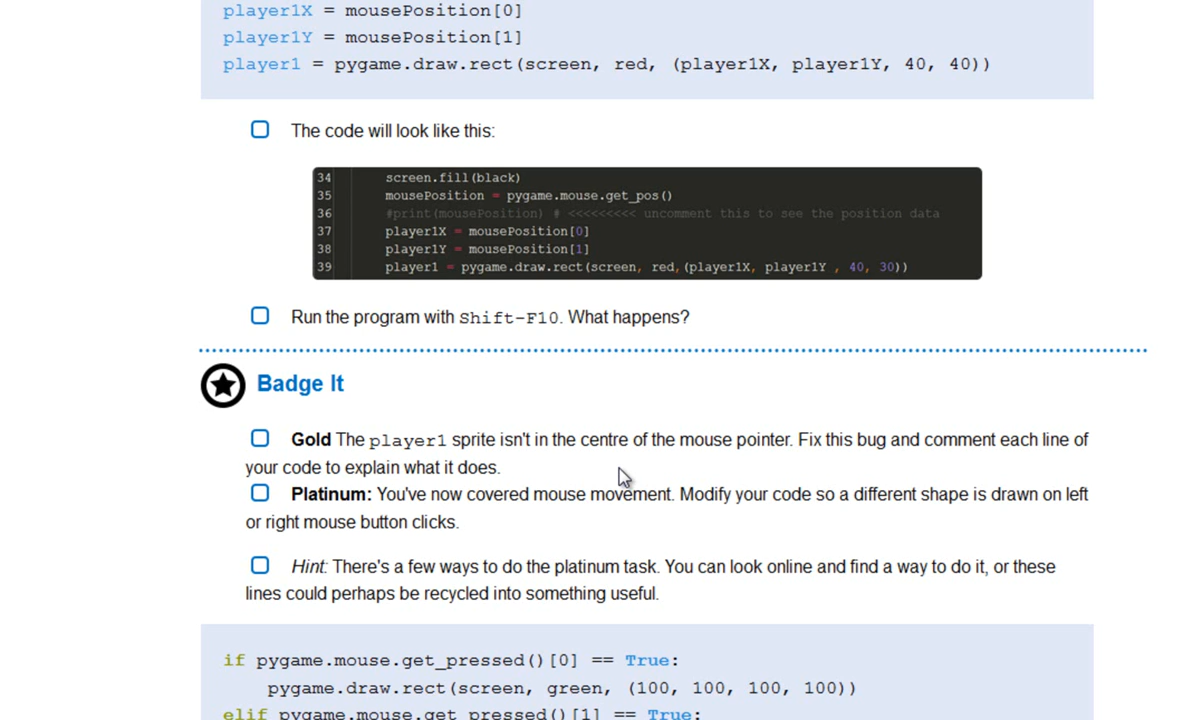 player1X = mousePosition[0]
player1Y = mousePosition[1]
player1 = pygame.draw.rect(screen, red, (player1X, player1Y, 40, 40))
The code will look like this:
34 screen.fill(black)
35 mousePosition = pygame.mouse.get_pos()
36 #print(mousePosition) # <<<<<<<<< uncomment this to see the position data
37 player1X = mousePosition[0]
38 player1Y = mousePosition[1]
39 player1 = pygame.draw.rect(screen, red,(player1X, player1Y , 40, 30))
Run the program with Shift-F10. What happens?
Badge It
Gold The player1 sprite isn't in the centre of the mouse pointer. Fix this bug and comment each line of
your code to explain what it does.
Platinum: You've now covered mouse movement. Modify your code so a different shape is drawn on left
or right mouse button clicks.
Hint: There's a few ways to do the platinum task. You can look online and find a way to do it, or these
lines could perhaps be recycled into something useful.
if pygame.mouse.get_pressed()[0] == True:
pygame.draw.rect(screen, green, (100, 100, 100, 100))
elif pygame.mouse.get_pressed()[1] == True: